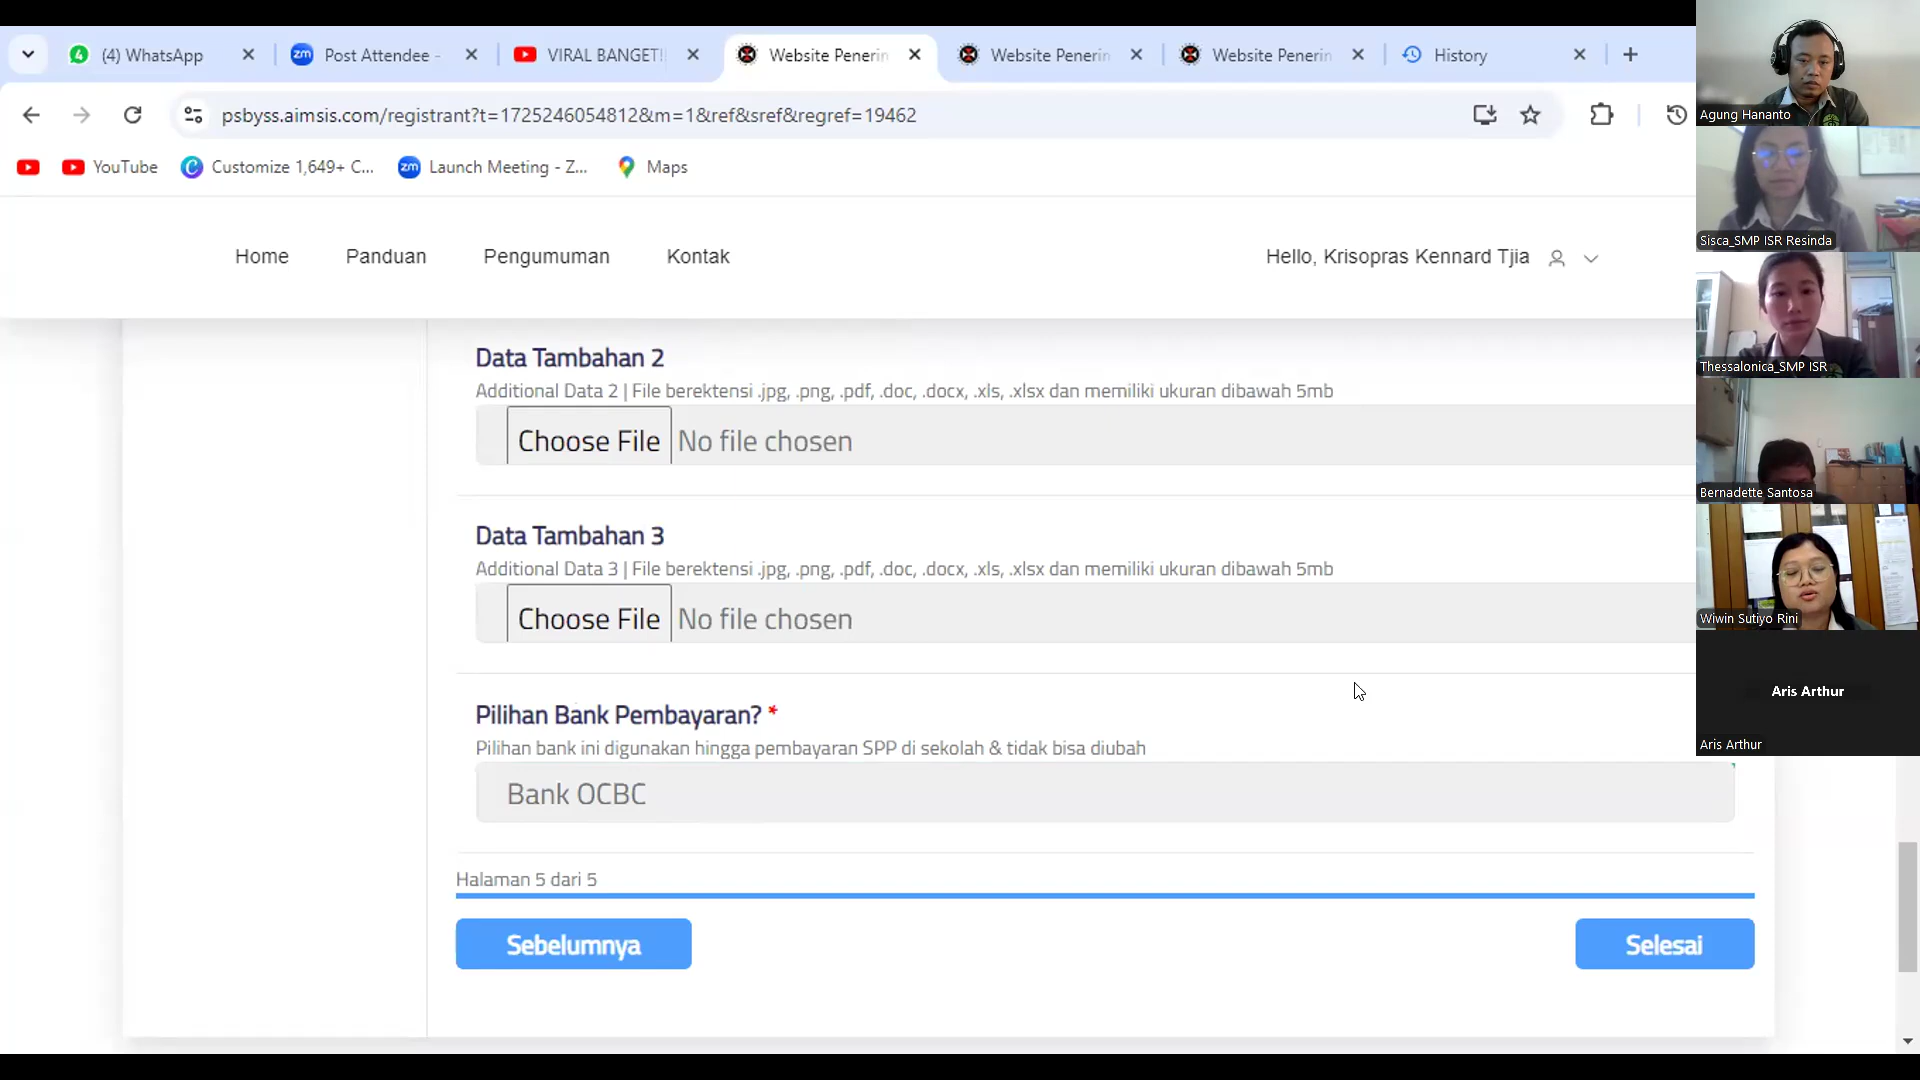 (4) WhatsApp
Post Attendee -
VIRAL BANGET!!
Website Penerin
Website Penerin
Website Penerin
History
psbyss.aimsis.com/registrant?t=1725246054812&m=1&ref&sref&regref=19462
YouTube
Customize 1,649+ C...
Launch Meeting - Z...
Maps
Home
Panduan
Pengumuman
Kontak
Hello, Krisopras Kennard Tjia
Data Tambahan 2
Additional Data 2 | File berektensi .jpg, .png, .pdf, .doc, .docx, .xls, .xlsx dan memiliki ukuran dibawah 5mb
Choose File No file chosen
Data Tambahan 3
Additional Data 3 | File berektensi .jpg, .png, .pdf, .doc, .docx, .xls, .xlsx dan memiliki ukuran dibawah 5mb
Choose File No file chosen
Pilihan Bank Pembayaran? *
Pilihan bank ini digunakan hingga pembayaran SPP di sekolah & tidak bisa diubah
Bank OCBC
Halaman 5 dari 5
Sebelumnya
Selesai
Agung Hananto
Sisca_SMP ISR Resinda
Thessalonica_SMP ISR
Bernadette Santosa
Wiwin Sutiyo Rini
Aris Arthur
Aris Arthur